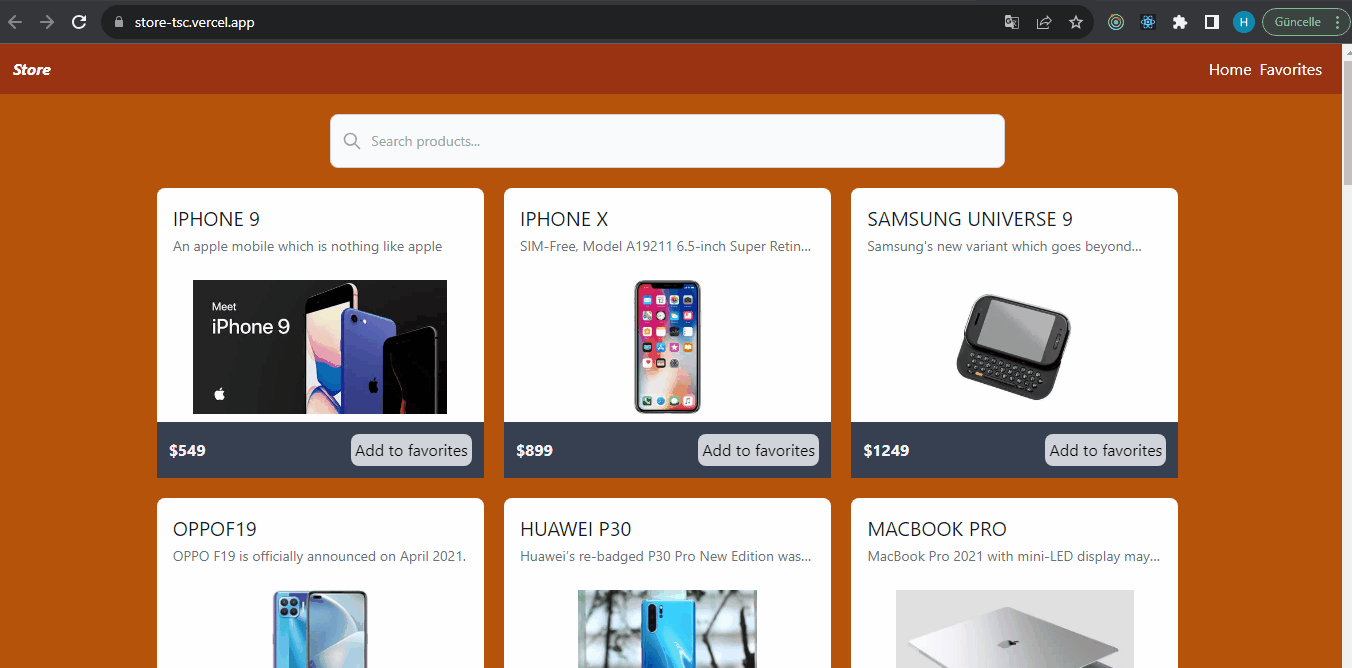 store-tsc.vercel.app
H
Güncelle
Store
Home Favorites
Search products...
IPHONE 9
An apple mobile which is nothing like apple
Meet
iPhone 9
$549
Add to favorites
IPHONE X
SIM-Free, Model A19211 6.5-inch Super Retin...
$899
Add to favorites
SAMSUNG UNIVERSE 9
Samsung's new variant which goes beyond...
$1249
Add to favorites
OPPOF19
OPPO F19 is officially announced on April 2021.
HUAWEI P30
Huawei's re-badged P30 Pro New Edition was...
MACBOOK PRO
MacBook Pro 2021 with mini-LED display may...